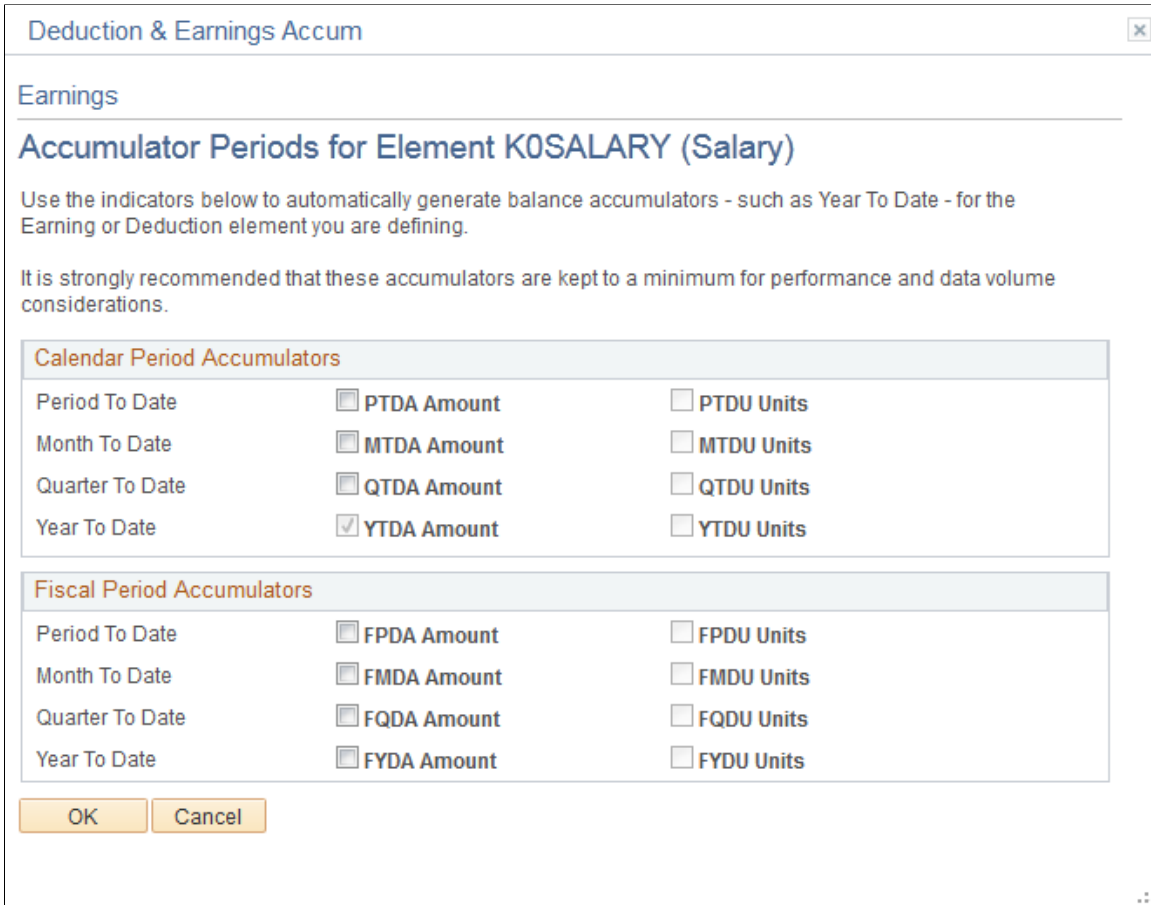 Deduction & Earnings Accum
Earnings
Accumulator Periods for Element K0SALARY (Salary)
Use the indicators below to automatically generate balance accumulators - such as Year To Date - for the
Earning or Deduction element you are defining.
It is strongly recommended that these accumulators are kept to a minimum for performance and data volume
considerations.
Calendar Period Accumulators
Period To Date PTDA Amount PTDU Units
Month To Date MTDA Amount MTDU Units
Quarter To Date QTDA Amount QTDU Units
Year To Date YTDA Amount YTDU Units
Fiscal Period Accumulators
Period To Date FPDA Amount FPDU Units
Month To Date FMDA Amount FMDU Units
Quarter To Date FQDA Amount FQDU Units
Year To Date FYDA Amount FYDU Units
OK Cancel